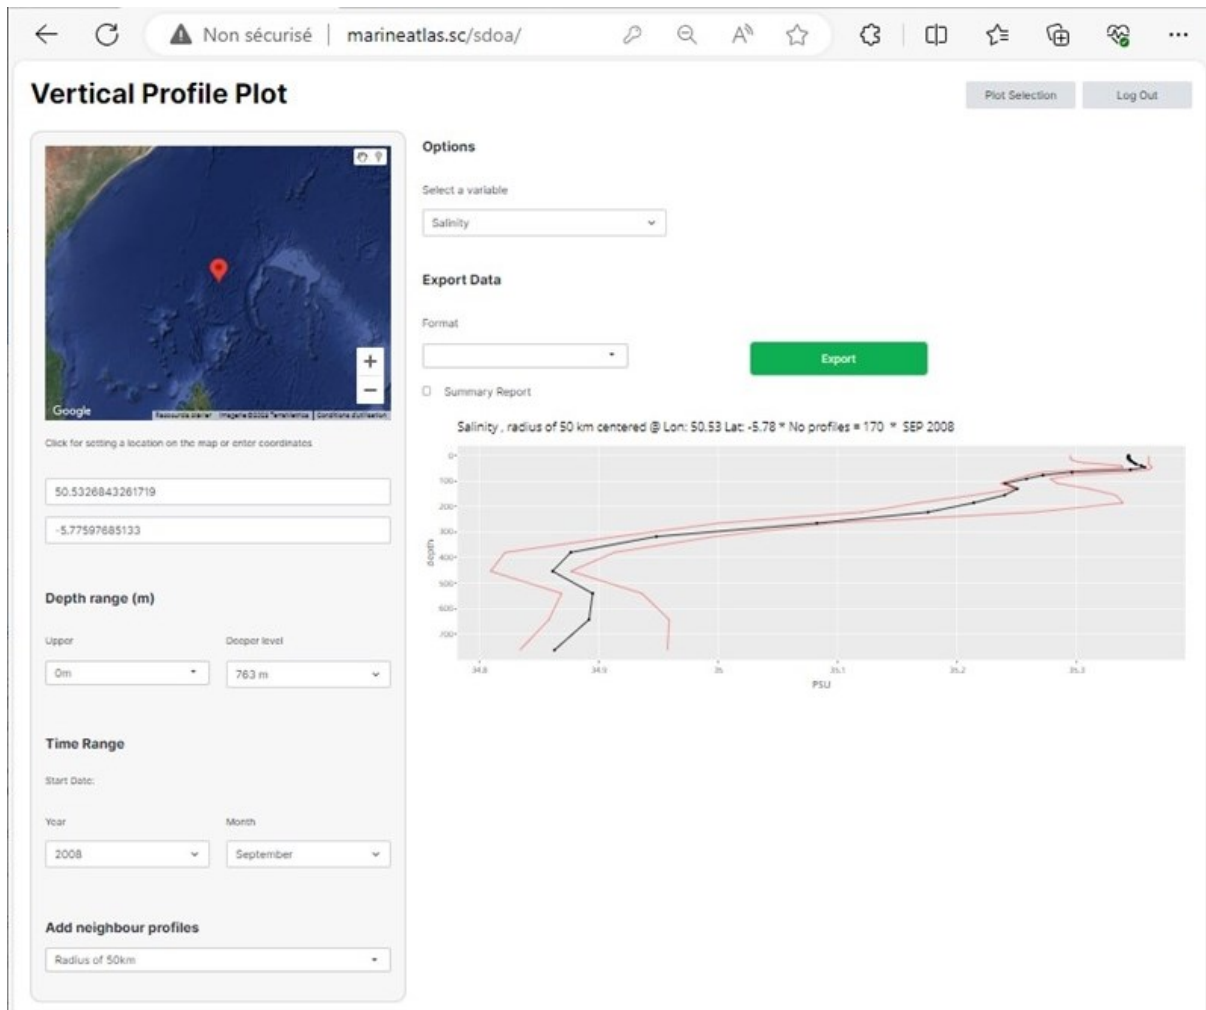 Non sécurisé | marineatlas.sc/sdoa/
Vertical Profile Plot
Plot Selection
Log Out
Google
Click for setting a location on the map or enter coordinates
50.5326843261719
-5.77597685133
Depth range (m)
Upper
Deeper level
0m
763 m
Time Range
Start Date:
Year
Month
2008
September
Add neighbour profiles
Radius of 50km
Options
Select a variable
Salinity
Export Data
Format
Export
Summary Report
Salinity , radius of 50 km centered @ Lon: 50.53 Lat: -5.78 * No profiles = 170 * SEP 2008
depth
0
100
200
300
400
500
600
700
34.8
34.9
35
35.1
35.2
35.3
PSU